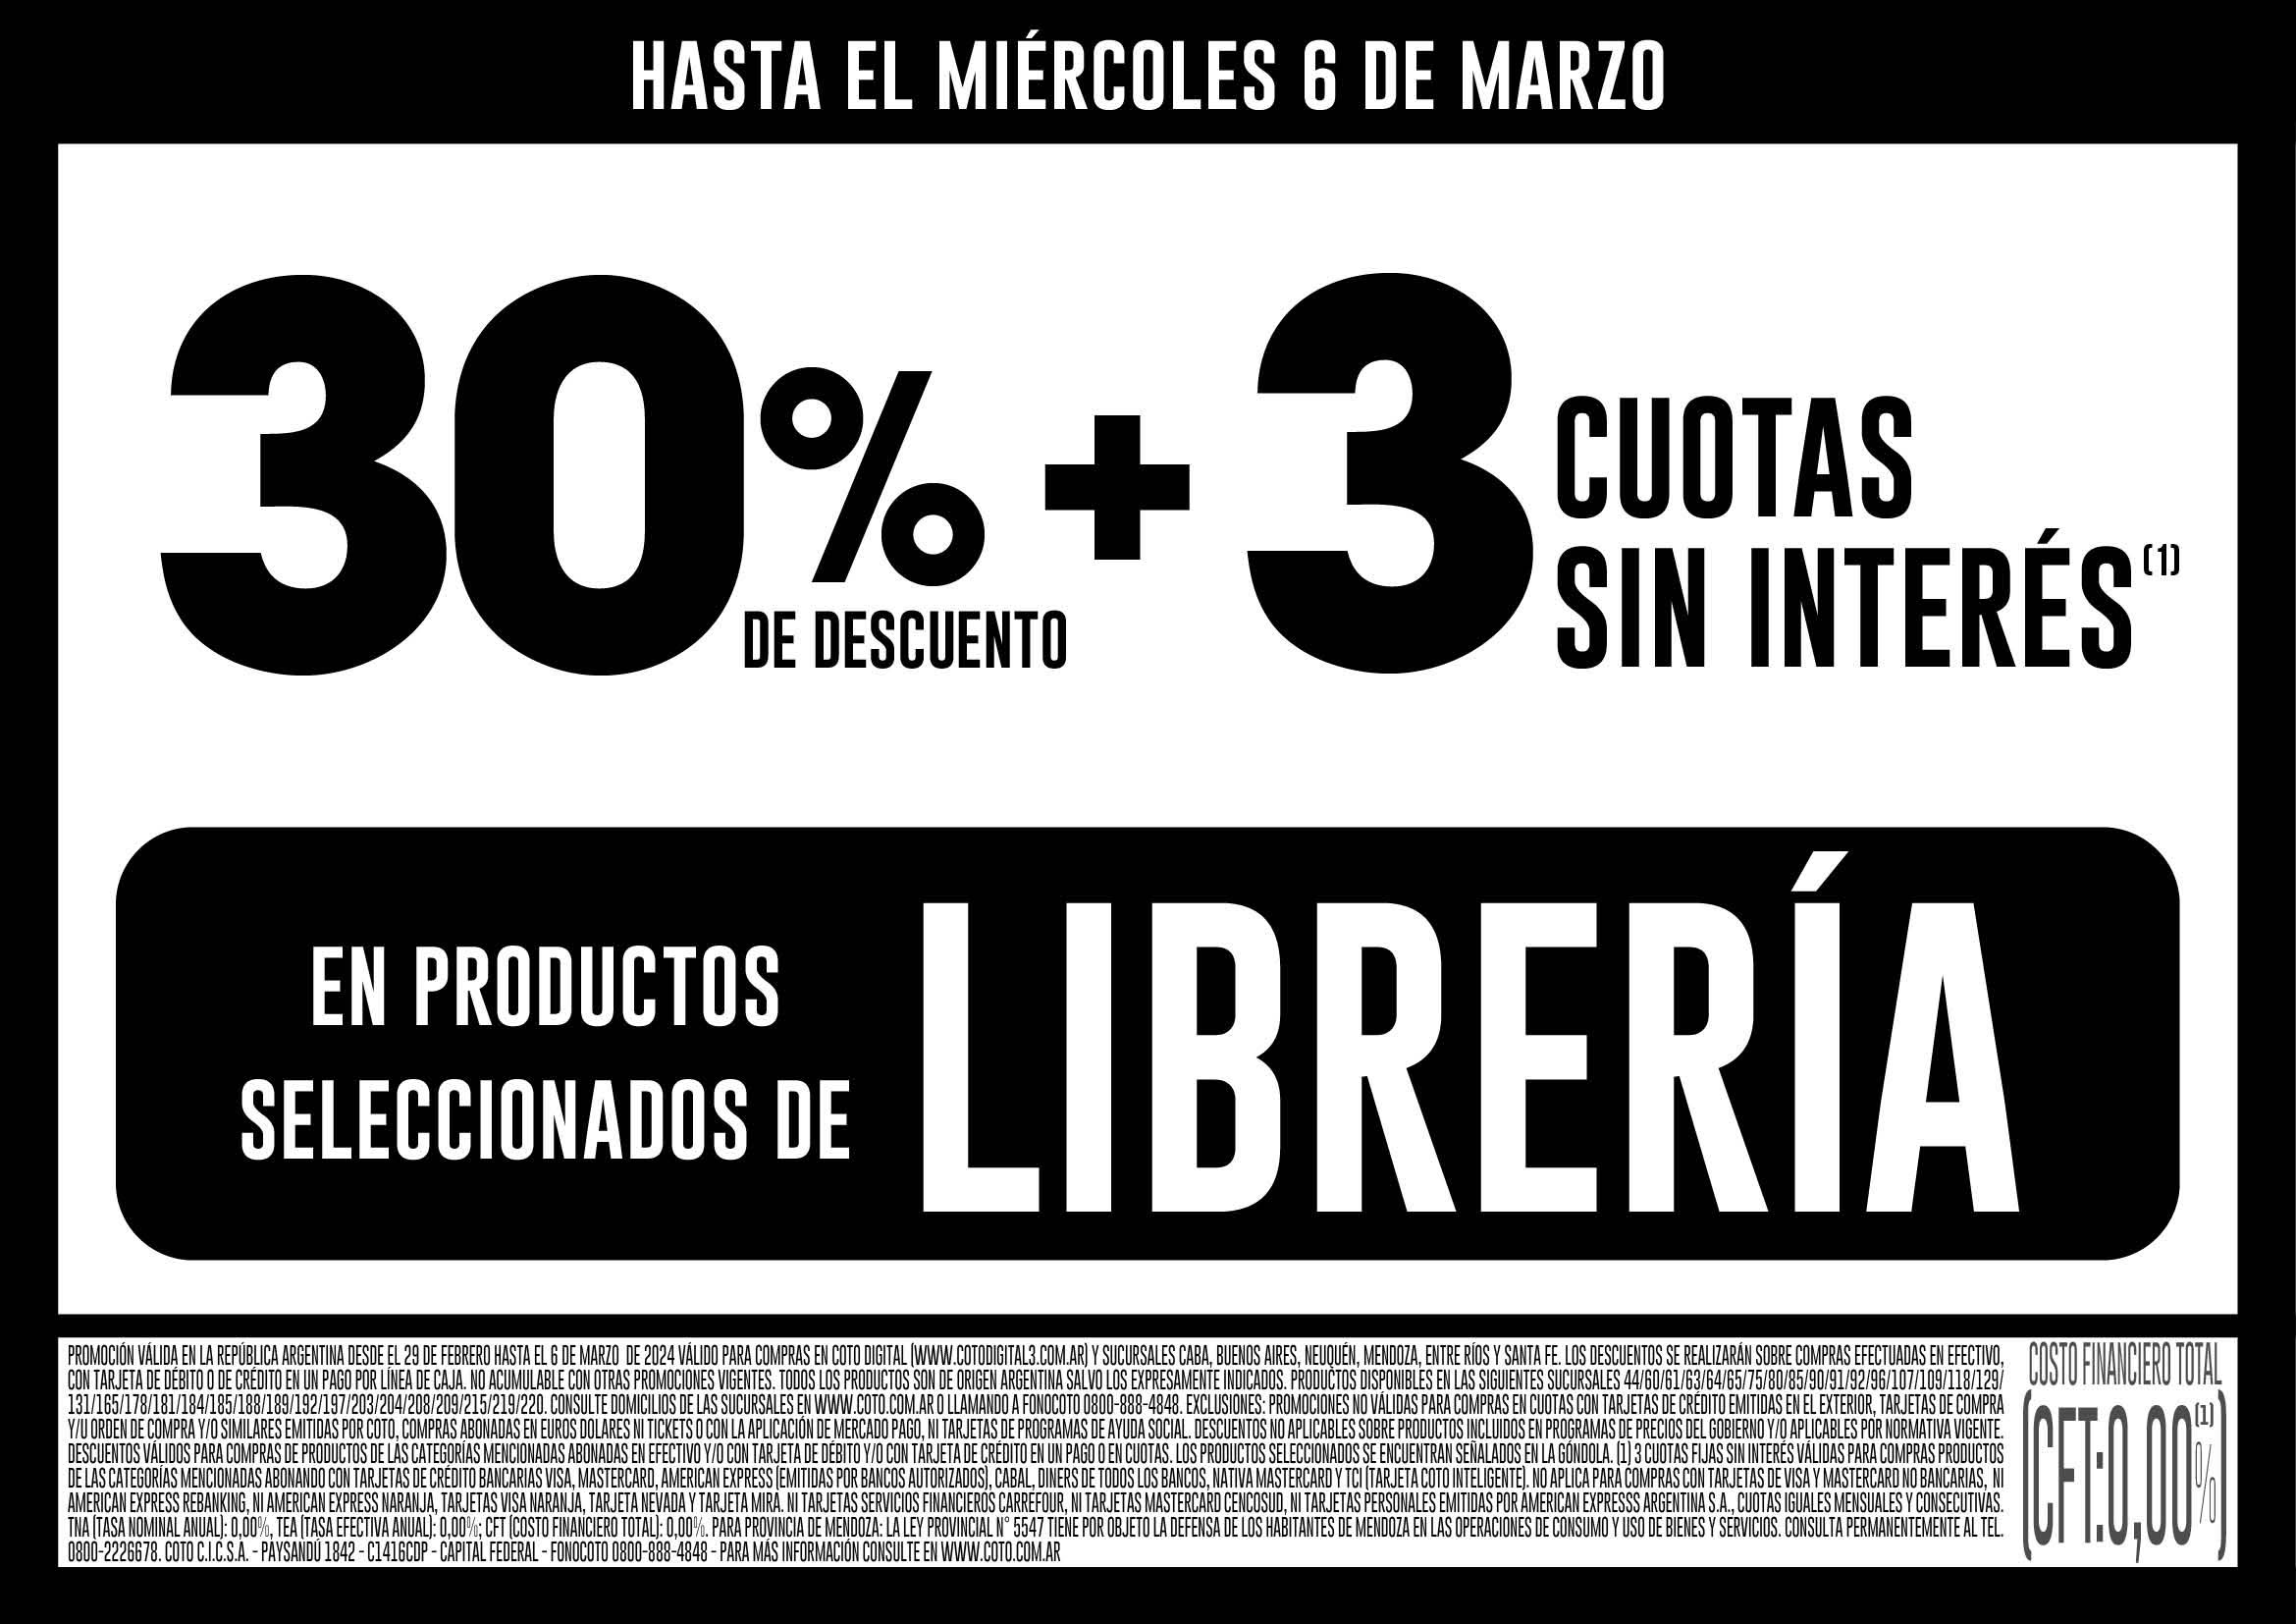 HASTA EL MIÉRCOLES 6 DE MARZO
30% DE DESCUENTO + 3 CUOTAS SIN INTERÉS (1)
EN PRODUCTOS
SELECCIONADOS DE
LIBRERÍA
PROMOCIÓN VÁLIDA EN LA REPÚBLICA ARGENTINA DESDE EL 29 DE FEBRERO HASTA EL 6 DE MARZO DE 2024 VÁLIDO PARA COMPRAS EN COTO DIGITAL (WWW.COTODIGITAL3.COM.AR) Y SUCURSALES CABA, BUENOS AIRES, NEUQUÉN, MENDOZA, ENTRE RÍOS Y SANTA FE. LOS DESCUENTOS SE REALIZARÁN SOBRE COMPRAS EFECTUADAS EN EFECTIVO,
CON TARJETA DE DÉBITO O DE CRÉDITO EN UN PAGO POR LÍNEA DE CAJA. NO ACUMULABLE CON OTRAS PROMOCIONES VIGENTES. TODOS LOS PRODUCTOS SON DE ORIGEN ARGENTINA SALVO LOS EXPRESAMENTE INDICADOS. PRODUCTOS DISPONIBLES EN LAS SIGUIENTES SUCURSALES 44/60/61/63/64/65/75/80/85/90/91/92/96/107/109/118/129/
131/165/178/181/184/185/188/189/192/197/203/204/208/209/215/219/220. CONSULTE DOMICILIOS DE LAS SUCURSALES EN WWW.COTO.COM.AR O LLAMANDO A FONOCOTO 0800-888-4848. EXCLUSIONES: PROMOCIONES NO VÁLIDAS PARA COMPRAS EN CUOTAS CON TARJETAS DE CRÉDITO EMITIDAS EN EL EXTERIOR, TARJETAS DE COMPRA
Y/U ORDEN DE COMPRA Y/O SIMILARES EMITIDAS POR COTO, COMPRAS ABONADAS EN EUROS DOLARES NI TICKETS O CON LA APLICACIÓN DE MERCADO PAGO, NI TARJETAS DE PROGRAMAS DE AYUDA SOCIAL. DESCUENTOS NO APLICABLES SOBRE PRODUCTOS INCLUIDOS EN PROGRAMAS DE PRECIOS DEL GOBIERNO Y/O APLICABLES POR NORMATIVA VIGENTE.
DESCUENTOS VÁLIDOS PARA COMPRAS DE PRODUCTOS DE LAS CATEGORÍAS MENCIONADAS ABONADAS EN EFECTIVO Y/O CON TARJETA DE DÉBITO Y/O CON TARJETA DE CRÉDITO EN UN PAGO O EN CUOTAS. LOS PRODUCTOS SELECCIONADOS SE ENCUENTRAN SEÑALADOS EN LA GÓNDOLA. (1) 3 CUOTAS FIJAS SIN INTERÉS VÁLIDAS PARA COMPRAS PRODUCTOS
DE LAS CATEGORÍAS MENCIONADAS ABONANDO CON TARJETAS DE CRÉDITO BANCARIAS VISA, MASTERCARD, AMERICAN EXPRESS (EMITIDAS POR BANCOS AUTORIZADOS), CABAL, DINERS DE TODOS LOS BANCOS, NATIVA MASTERCARD Y TCI (TARJETA COTO INTELIGENTE). NO APLICA PARA COMPRAS CON TARJETAS DE VISA Y MASTERCARD NO BANCARIAS, NI
AMERICAN EXPRESS REBANKING, NI AMERICAN EXPRESS NARANJA, TARJETAS VISA NARANJA, TARJETA NEVADA Y TARJETA MIRA. NI TARJETAS SERVICIOS FINANCIEROS CARREFOUR, NI TARJETAS MASTERCARD CENCOSUD, NI TARJETAS PERSONALES EMITIDAS POR AMERICAN EXPRESSS ARGENTINA S.A., CUOTAS IGUALES MENSUALES Y CONSECUTIVAS.
TNA (TASA NOMINAL ANUAL): 0,00%, TEA (TASA EFECTIVA ANUAL): 0,00%; CFT (COSTO FINANCIERO TOTAL): 0,00%. PARA PROVINCIA DE MENDOZA: LA LEY PROVINCIAL N° 5547 TIENE POR OBJETO LA DEFENSA DE LOS HABITANTES DE MENDOZA EN LAS OPERACIONES DE CONSUMO Y USO DE BIENES Y SERVICIOS. CONSULTA PERMANENTEMENTE AL TEL.
0800-2226678. COTO C.I.C.S.A. - PAYSANDÚ 1842 - C1416CDP - CAPITAL FEDERAL - FONOCOTO 0800-888-4848 - PARA MÁS INFORMACIÓN CONSULTE EN WWW.COTO.COM.AR
COSTO FINANCIERO TOTAL
(CFT:0,00%(1))